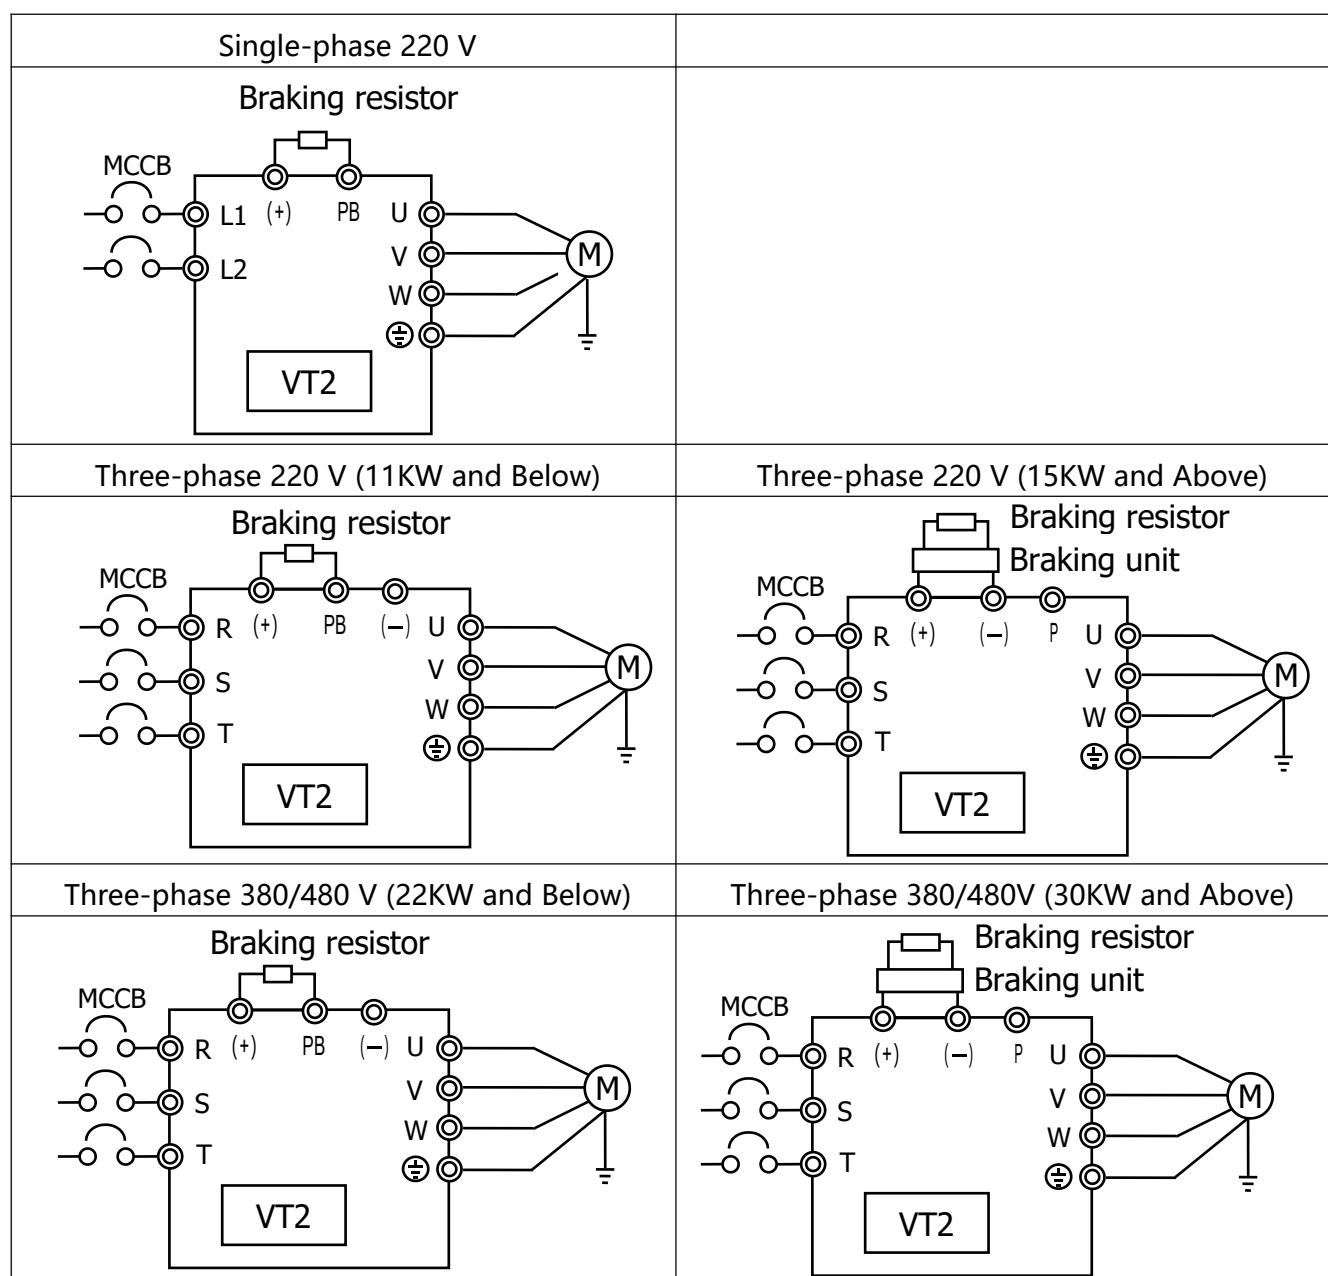 Single-phase 220 V
Braking resistor
MCCB
L1 (+) PB U
V
L2
W
M
VT2
Three-phase 220 V (11KW and Below) Three-phase 220 V (15KW and Above)
Braking resistor
MCCB
R (+) PB (—) U
V
S
W
T
M
VT2
Braking resistor
Braking unit
MCCB
R (+) (—) P U
V
S
W
T
M
VT2
Three-phase 380/480 V (22KW and Below) Three-phase 380/480V (30KW and Above)
Braking resistor
MCCB
R (+) PB (—) U
V
S
W
T
M
VT2
Braking resistor
Braking unit
MCCB
R (+) (—) P U
V
S
W
T
M
VT2